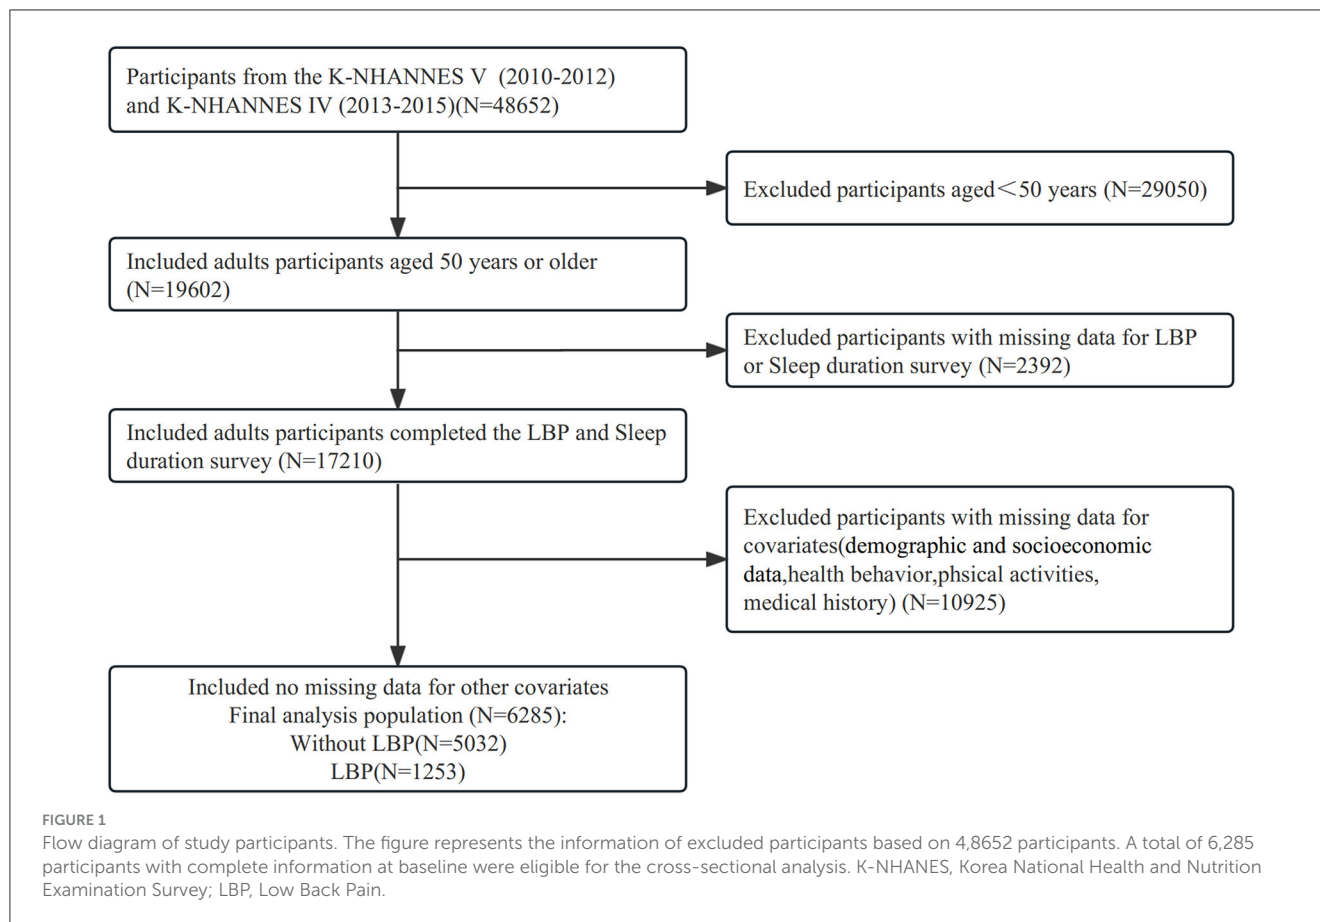 Participants from the K-NHANNES V (2010-2012)
and K-NHANNES IV (2013-2015)(N=48652)
Excluded participants aged＜50 years (N=29050)
Included adults participants aged 50 years or older
(N=19602)
Excluded participants with missing data for LBP
or Sleep duration survey (N=2392)
Included adults participants completed the LBP and Sleep
duration survey (N=17210)
Excluded participants with missing data for
covariates(demographic and socioeconomic
data,health behavior,phsical activities,
medical history) (N=10925)
Included no missing data for other covariates
Final analysis population (N=6285):
Without LBP(N=5032)
LBP(N=1253)
FIGURE 1
Flow diagram of study participants. The figure represents the information of excluded participants based on 4,8652 participants. A total of 6,285
participants with complete information at baseline were eligible for the cross-sectional analysis. K-NHANES, Korea National Health and Nutrition
Examination Survey; LBP, Low Back Pain.